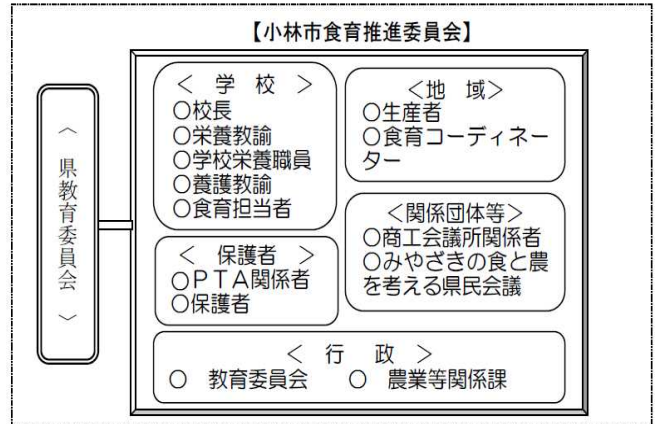 【小林市食育推進委員会】
〈 県教育委員会 〉
＜ 学 校 ＞
○校長
○栄養教諭
○学校栄養職員
○養護教諭
○食育担当者
＜ 保護者 ＞
○ＰＴＡ関係者
○保護者
＜地 域＞
○生産者
○食育コーディネー
ター
＜関係団体等＞
○商工会議所関係者
○みやざきの食と農
を考える県民会議
＜ 行 政 ＞
○ 教育委員会 ○ 農業等関係課